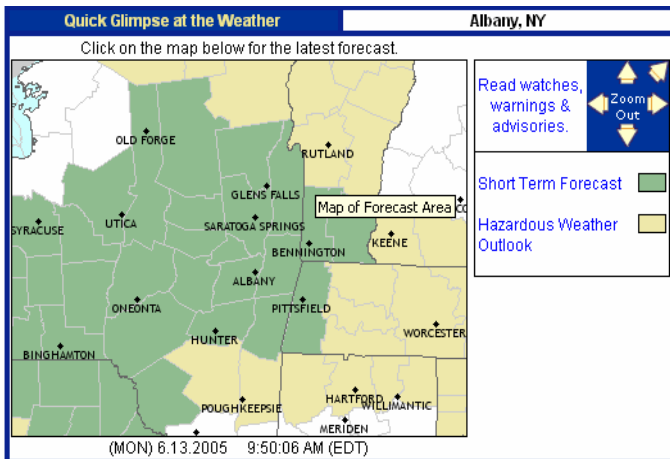 Quick Glimpse at the Weather
Albany, NY
Click on the map below for the latest forecast.
Read watches,
warnings &
advisories.
Zoom
Out
Short Term Forecast
Hazardous Weather
Outlook
OLD FORGE
RUTLAND
GLENS FALLS
Map of Forecast Area
SYRACUSE
UTICA
SARATOGA SPRINGS
KEENE
BENNINGTON
ALBANY
ONEONTA
PITTSFIELD
HUNTER
WORCESTER
BINGHAMTON
POUGHKEEPSIE
HARTFORD
WILLIMANTIC
MERIDEN
(MON) 6.13.2005 9:50:06 AM (EDT)